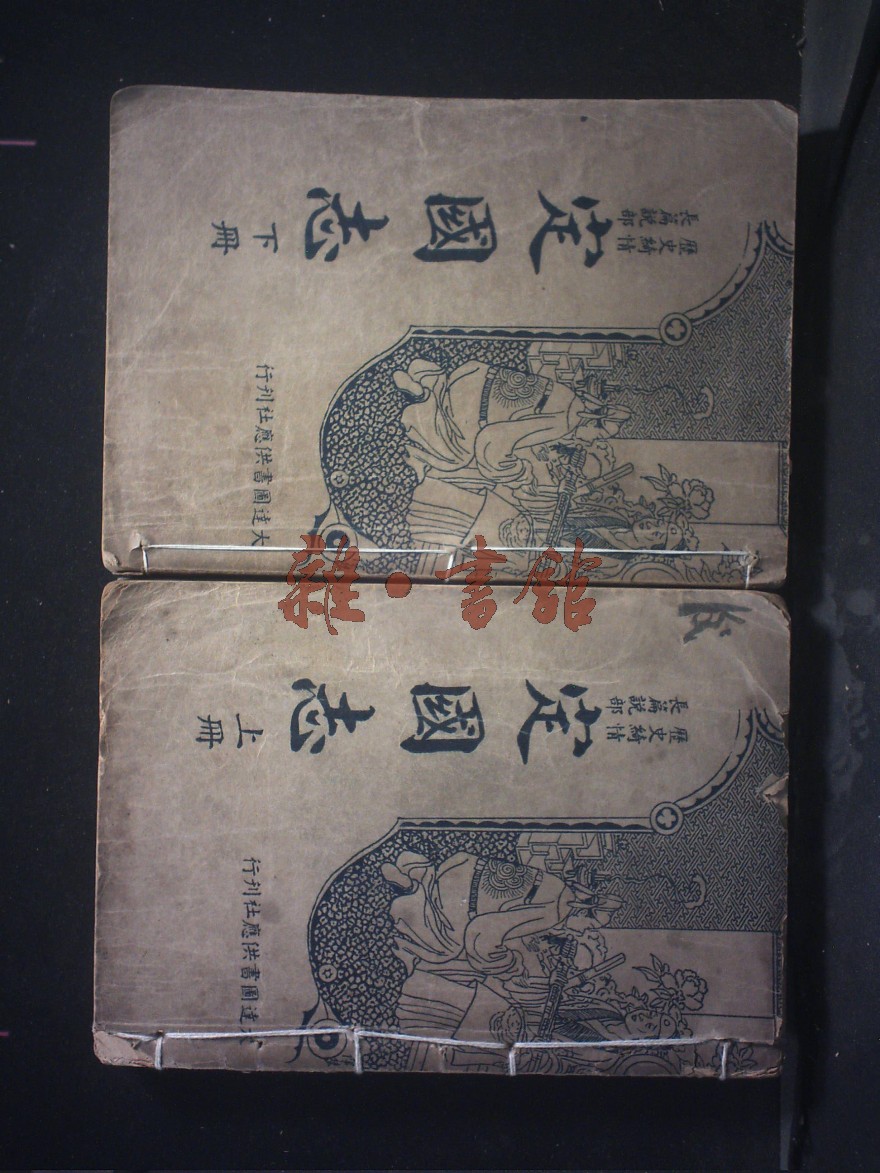 歷史綺情
長篇說部
定國志
下冊
大達圖書供應社刊行
雜·書館
歷史綺情
長篇說部
定國志
上冊
大達圖書供應社刊行